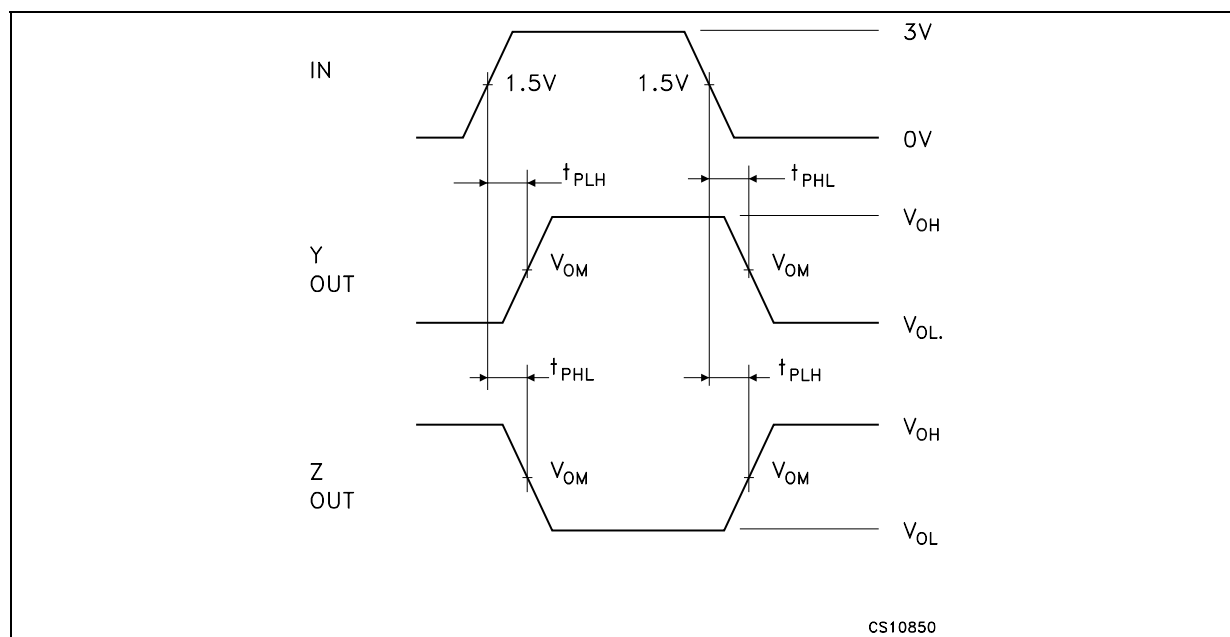 3V
IN
1.5V 1.5V
0V
tPLH tPHL
VOH
Y
OUT
VOM VOM
VOL.
tPHL tPLH
VOH
Z
OUT
VOM VOM
VOL
CS10850